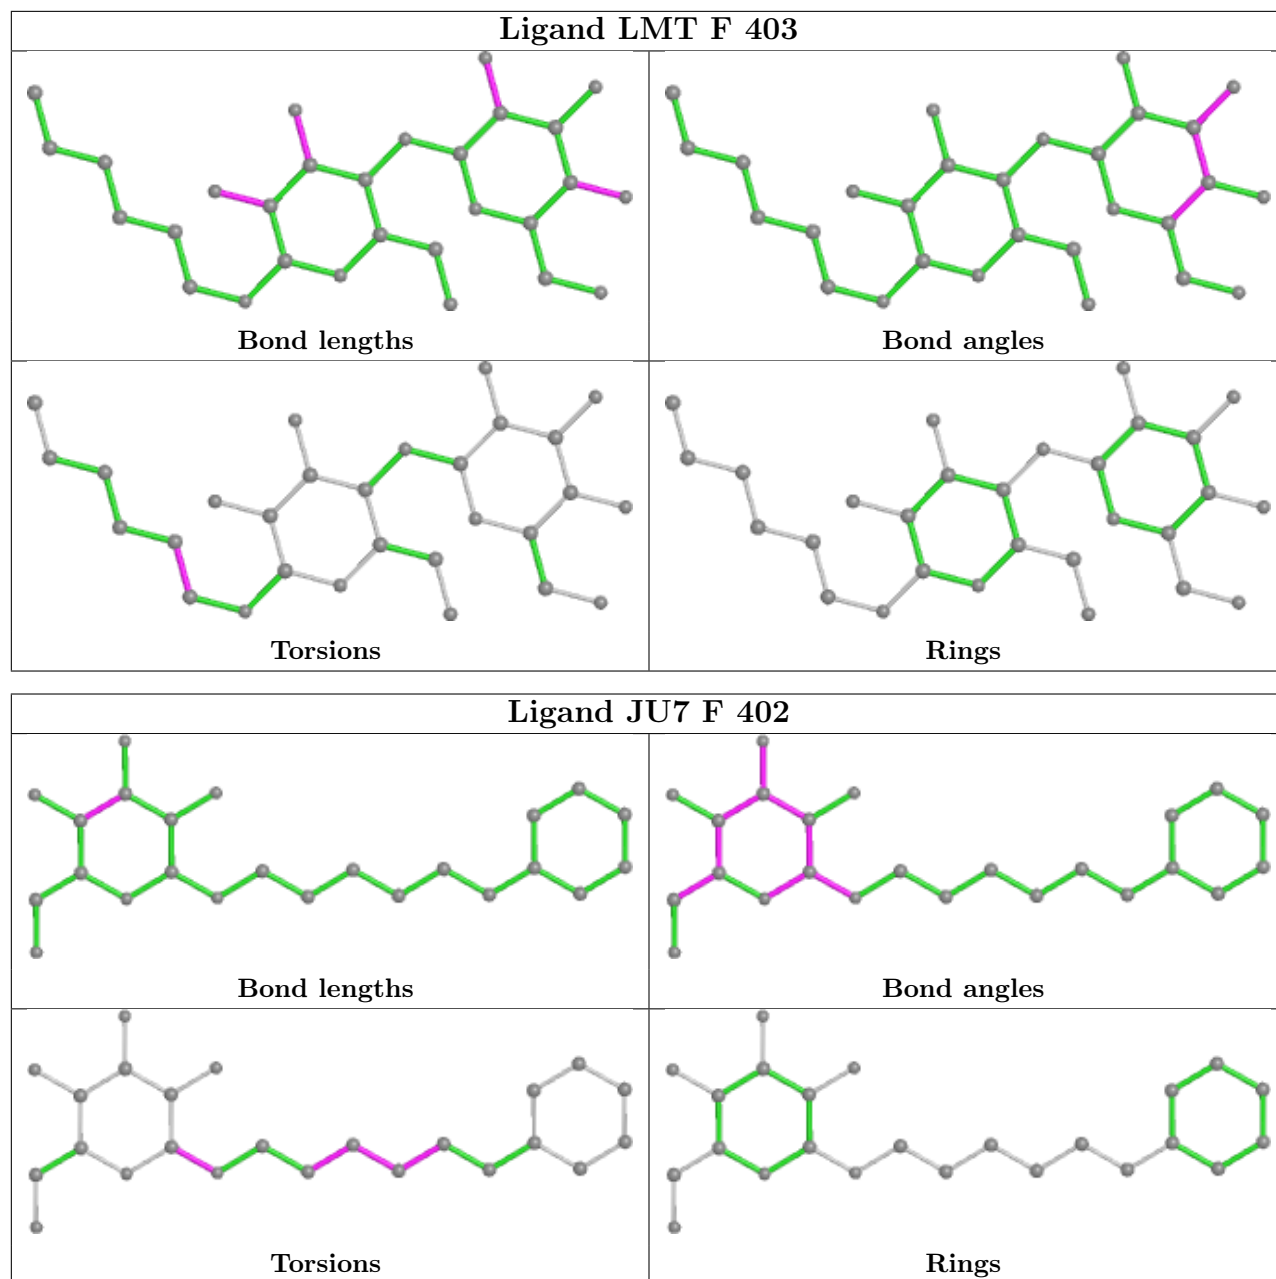 Ligand LMT F 403
Bond lengths
Bond angles
Torsions
Rings
Ligand JU7 F 402
Bond lengths
Bond angles
Torsions
Rings